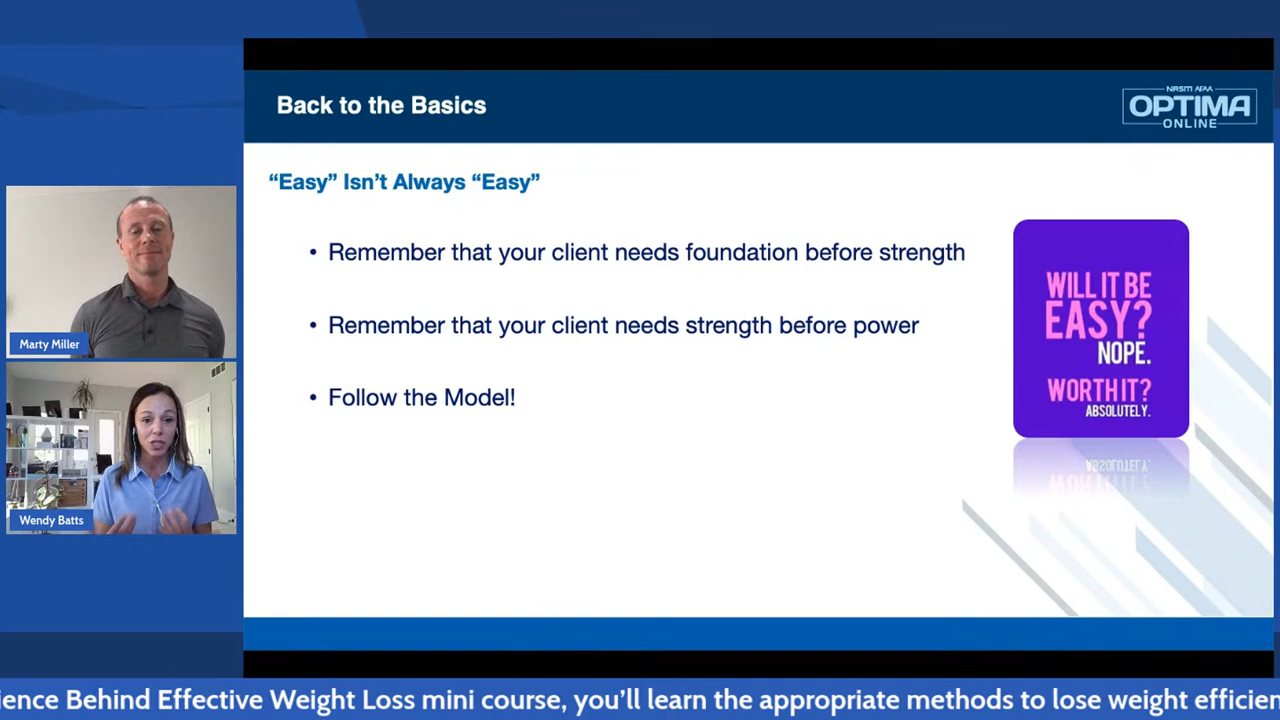 Back to the Basics
NASM AFAA
OPTIMA
ONLINE
“Easy” Isn’t Always “Easy”
• Remember that your client needs foundation before strength
• Remember that your client needs strength before power
• Follow the Model!
WILL IT BE
EASY?
NOPE.
WORTH IT?
ABSOLUTELY.
ABSOLUTELY.
Marty Miller
Wendy Batts
ience Behind Effective Weight Loss mini course, you’ll learn the appropriate methods to lose weight efficien